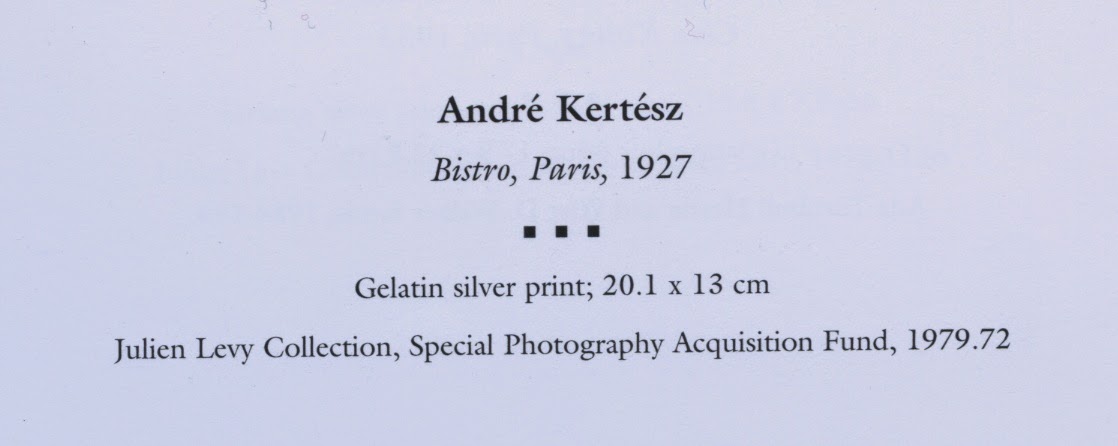 André Kertész
Bistro, Paris, 1927
■ ■ ■
Gelatin silver print; 20.1 x 13 cm
Julien Levy Collection, Special Photography Acquisition Fund, 1979.72